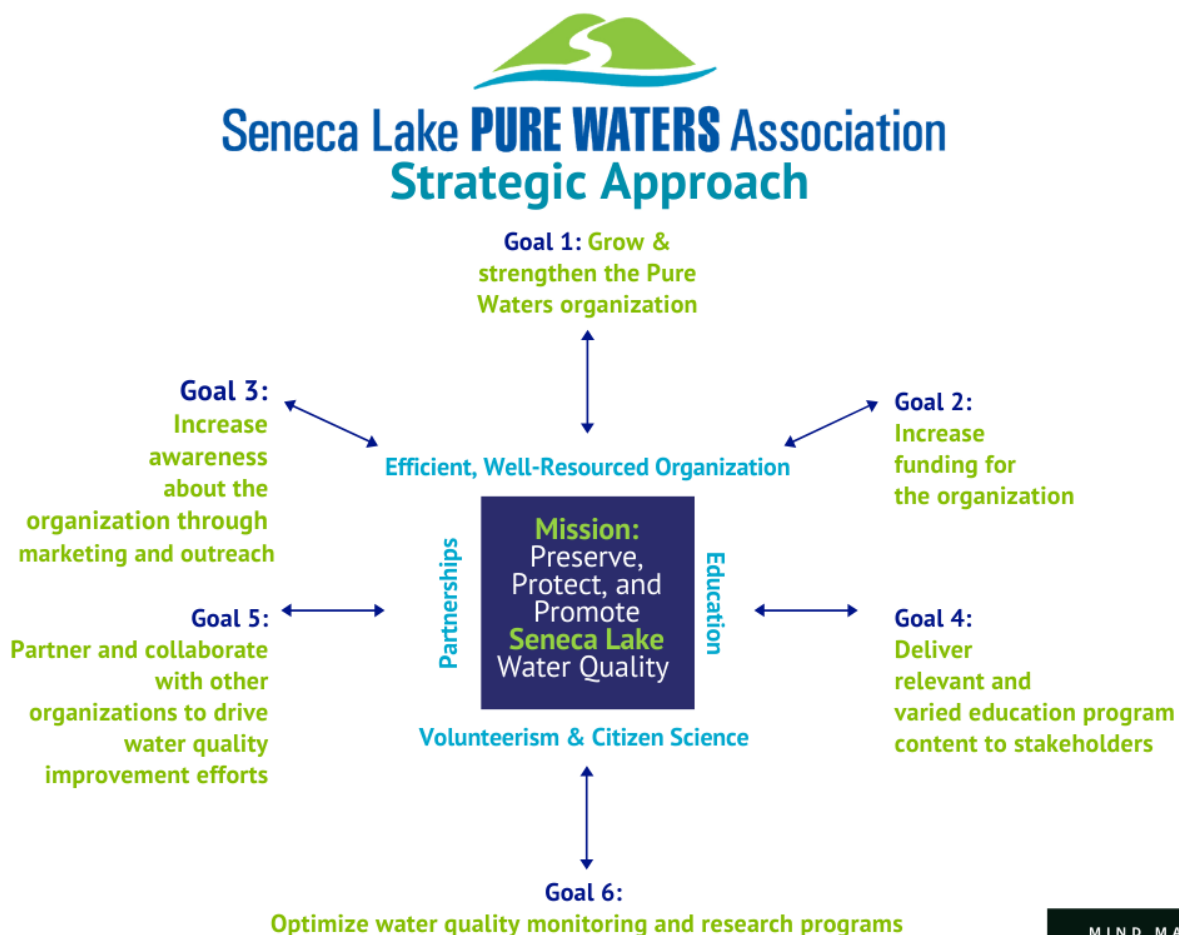 Seneca Lake PURE WATERS Association
Strategic Approach
Goal 1: Grow &
strengthen the Pure
Waters organization
Goal 3:
Increase
awareness
about the
organization through
marketing and outreach
Goal 2:
Increase
funding for
the organization
Efficient, Well-Resourced Organization
Partnerships
Mission:
Preserve,
Protect, and
Promote
Seneca Lake
Water Quality
Education
Goal 5:
Partner and collaborate
with other
organizations to drive
water quality
improvement efforts
Goal 4:
Deliver
relevant and
varied education program
content to stakeholders
Volunteerism & Citizen Science
Goal 6:
Optimize water quality monitoring and research programs
MIND